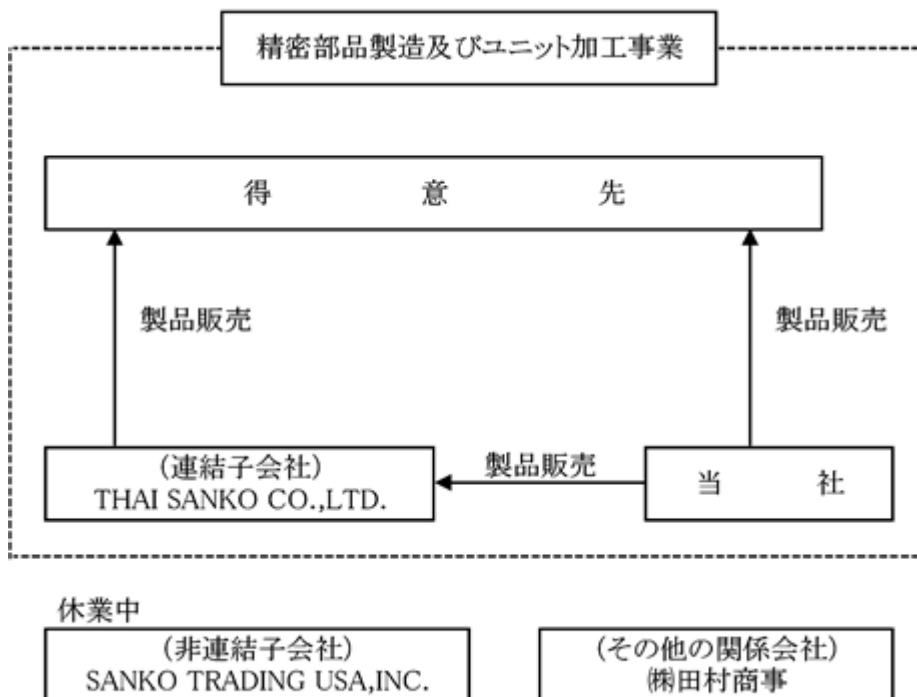 精密部品製造及びユニット加工事業
得意先
製品販売
製品販売
(連結子会社)
THAI SANKO CO.,LTD.
製品販売
当社
休業中
(非連結子会社)
SANKO TRADING USA,INC.
(その他の関係会社)
㈱田村商事